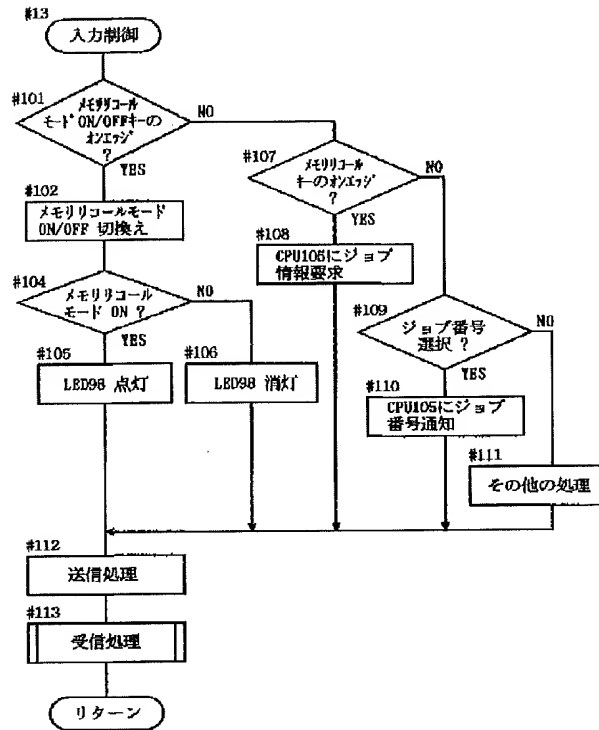 #13
入力制御
#101
メモリリコール
モードON/OFFキーの
オンエッジ
?
NO
YES
#102
メモリリコールモード
ON/OFF 切換え
#104
メモリリコール
モード ON ?
NO
YES
#105
LED98 点灯
#106
LED98 消灯
#107
メモリリコール
キーのオンエッジ
?
NO
YES
#108
CPU105にジョブ
情報要求
#109
ジョブ番号
選択 ?
NO
YES
#110
CPU105にジョブ
番号通知
#111
その他の処理
#112
送信処理
#113
受信処理
リターン